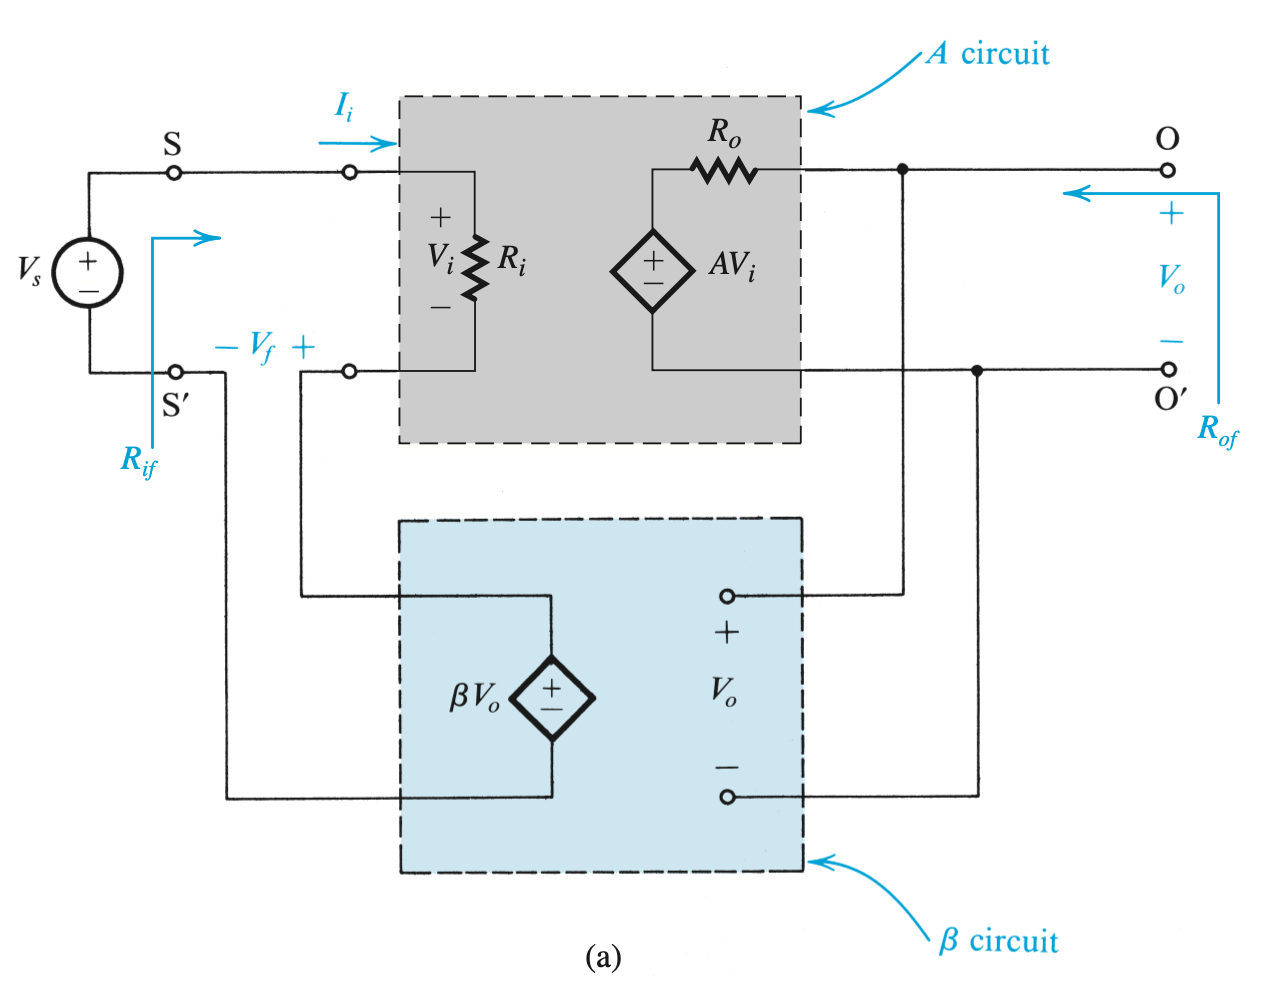 A circuit
I_i
S
R_o
O
+
V_i
R_i
−
+
−
AV_i
V_s
+
−
+
V_o
−
− V_f +
S′
O′
R_if
R_of
βV_o
+
−
+
V_o
−
β circuit
(a)